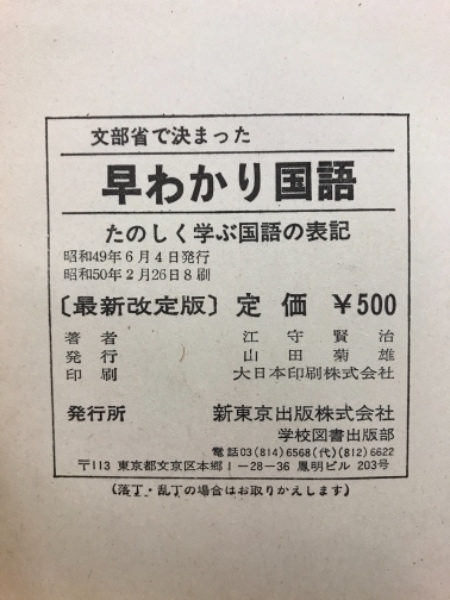 文部省で決まった
早わかり国語
たのしく学ぶ国語の表記
昭和49年6月4日発行
昭和50年2月26日8刷
〔最新改定版〕 定価 ¥500
著者 江守賢治
発行 山田菊雄
印刷 大日本印刷株式会社
発行所 新東京出版株式会社
学校図書出版部
電話03(814)6568(代)(812)6622
〒113 東京都文京区本郷1-28-36 鳳明ビル 203号
(落丁・乱丁の場合はお取りかえします)